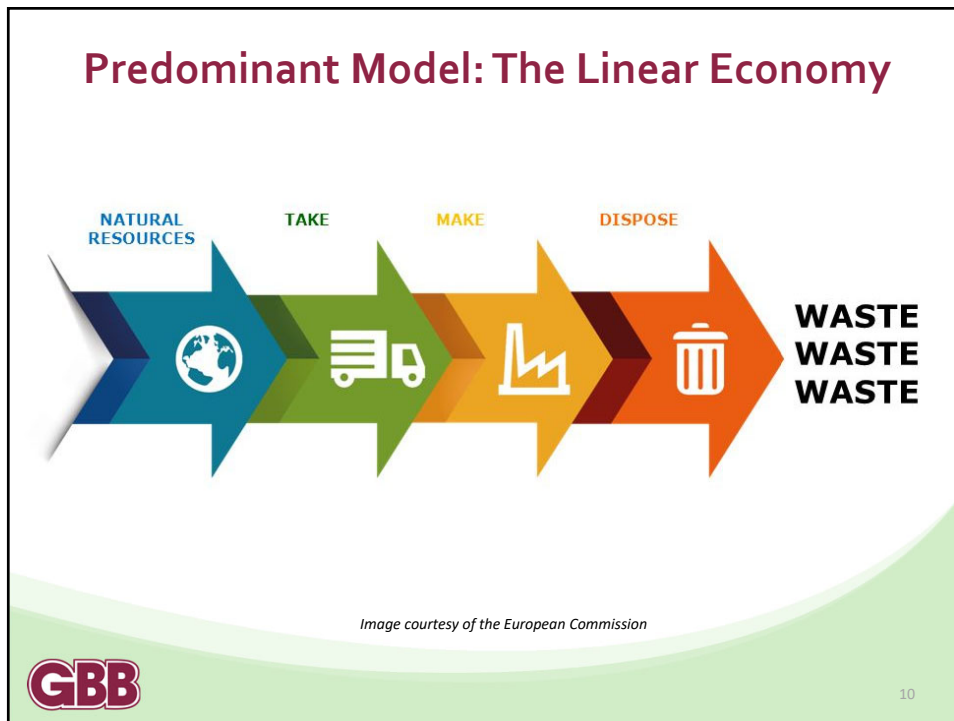 Predominant Model: The Linear Economy
NATURAL
RESOURCES
TAKE
MAKE
DISPOSE
WASTE
WASTE
WASTE
Image courtesy of the European Commission
GBB
10